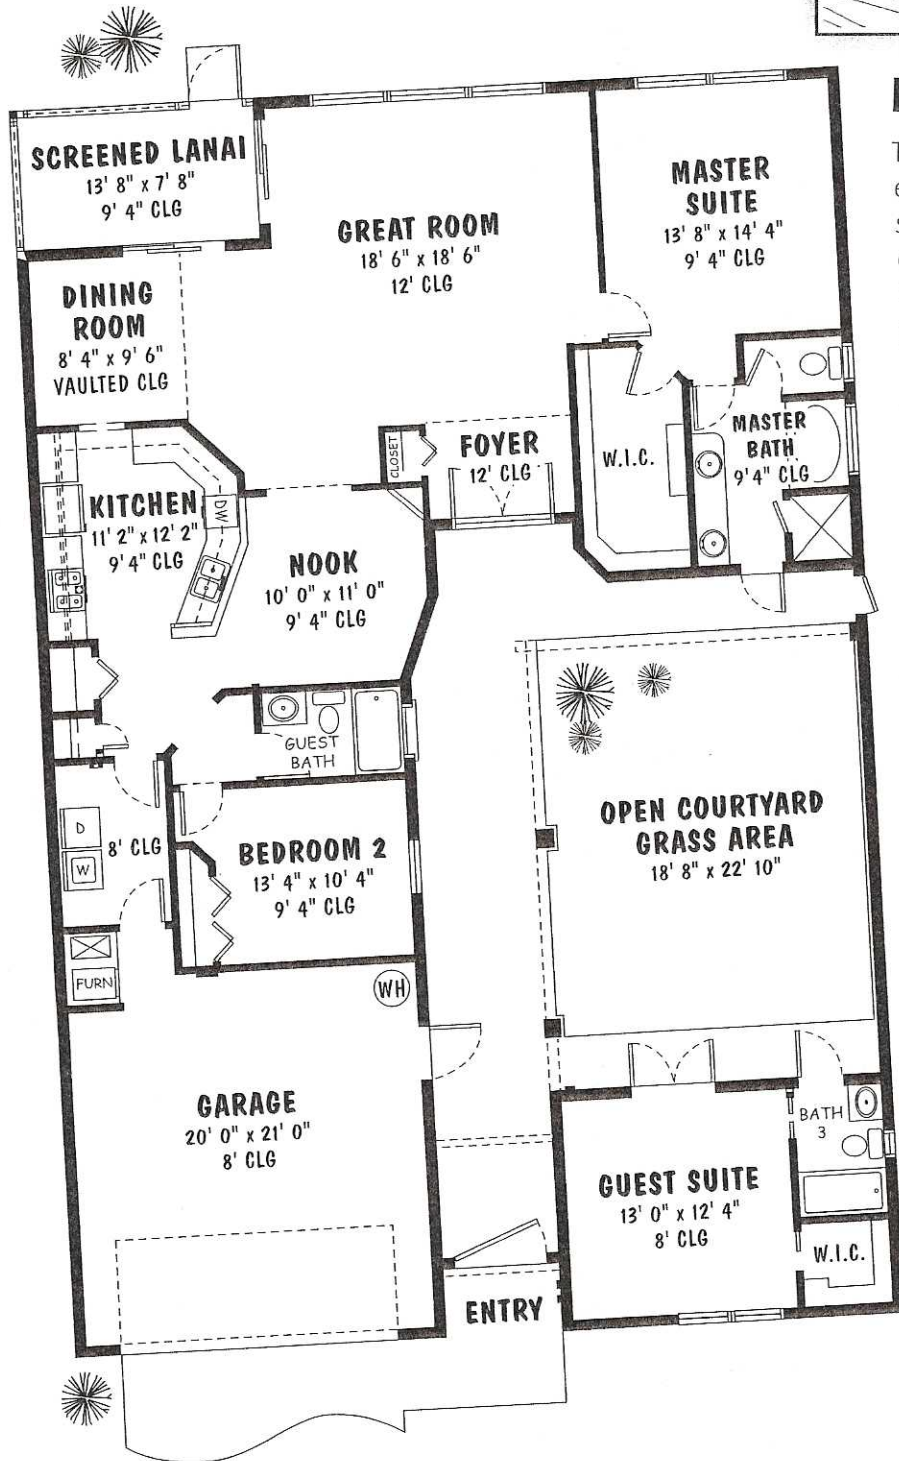 SCREENED LANAI
13' 8" x 7' 8"
9' 4" CLG
GREAT ROOM
18' 6" x 18' 6"
12' CLG
MASTER
SUITE
13' 8" x 14' 4"
9' 4" CLG
DINING
ROOM
8' 4" x 9' 6"
VAULTED CLG
KITCHEN
11' 2" x 12' 2"
9' 4" CLG
DW
CLOSET
FOYER
12' CLG
W.I.C.
MASTER
BATH
9'4" CLG
NOOK
10' 0" x 11' 0"
9' 4" CLG
GUEST
BATH
OPEN COURTYARD
GRASS AREA
18' 8" x 22' 10"
D
W
8' CLG
BEDROOM 2
13' 4" x 10' 4"
9' 4" CLG
FURN
WH
GARAGE
20' 0" x 21' 0"
8' CLG
BATH
3
GUEST SUITE
13' 0" x 12' 4"
8' CLG
W.I.C.
ENTRY